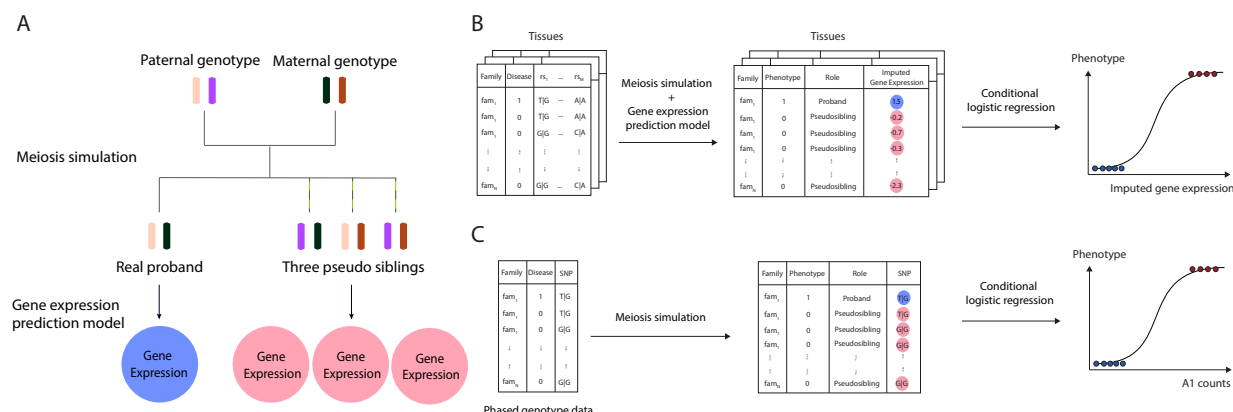 A
Paternal genotype
Maternal genotype
Meiosis simulation
Real proband
Three pseudo siblings
Gene expression
prediction model
Gene
Expression
Gene
Expression
Gene
Expression
Gene
Expression
B
Tissues
Family Disease rs₁ ... rsM
fam₁ 1 T|G ... A|A
fam₁ 0 T|G ... A|A
fam₁ 0 G|G ... C|A
famN 0 G|G ... C|A
Meiosis simulation
+
Gene expression
prediction model
Tissues
Family Phenotype Role Imputed
Gene Expression
fam₁ 1 Proband 1.5
fam₁ 0 Pseudosibling -0.2
fam₁ 0 Pseudosibling -0.7
fam₁ 0 Pseudosibling -0.3
famN 0 Pseudosibling -2.3
Conditional
logistic regression
Phenotype
Imputed gene expression
C
Family Disease SNP
fam₁ 1 T|G
fam₁ 0 T|G
fam₁ 0 G|G
famN 0 G|G
Phased genotype data
Meiosis simulation
Family Phenotype Role SNP
fam₁ 1 Proband T|G
fam₁ 0 Pseudosibling T|G
fam₁ 0 Pseudosibling G|G
fam₁ 0 Pseudosibling G|G
famN 0 Pseudosibling G|G
Conditional
logistic regression
Phenotype
A1 counts